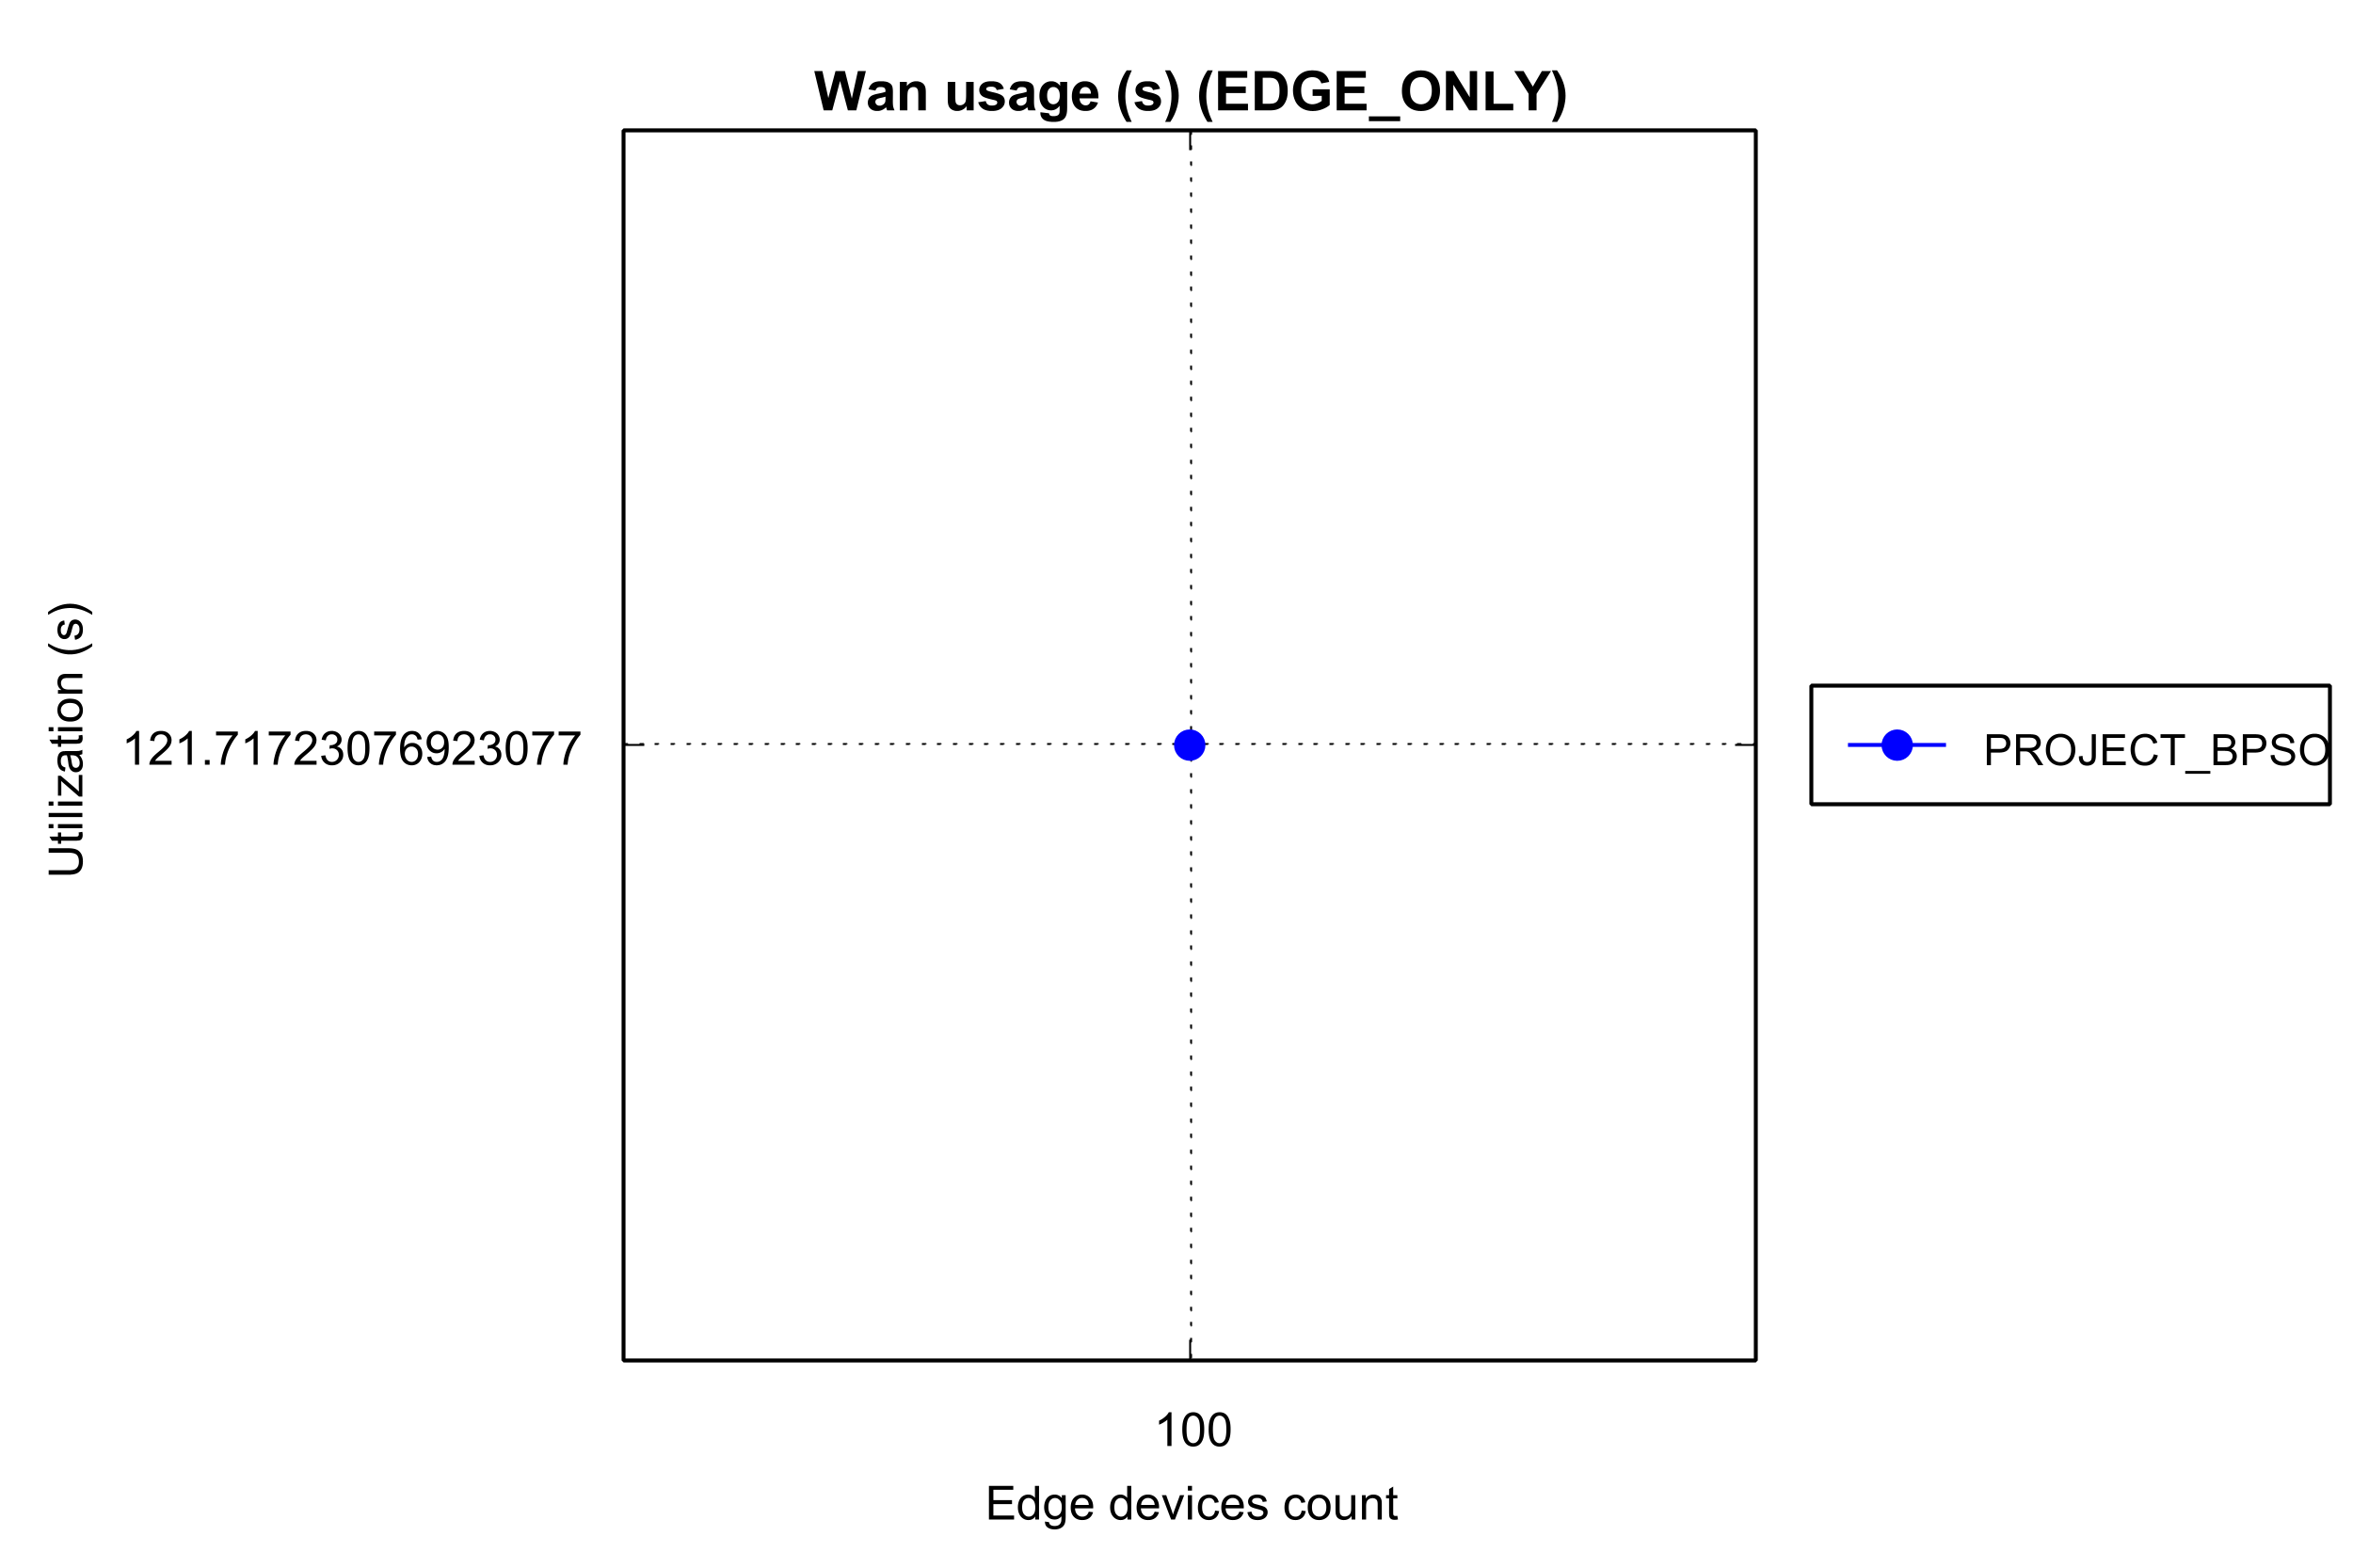 Wan usage (s) (EDGE_ONLY)
Utilization (s)
121.71723076923077
PROJECT_BPSO
100
Edge devices count